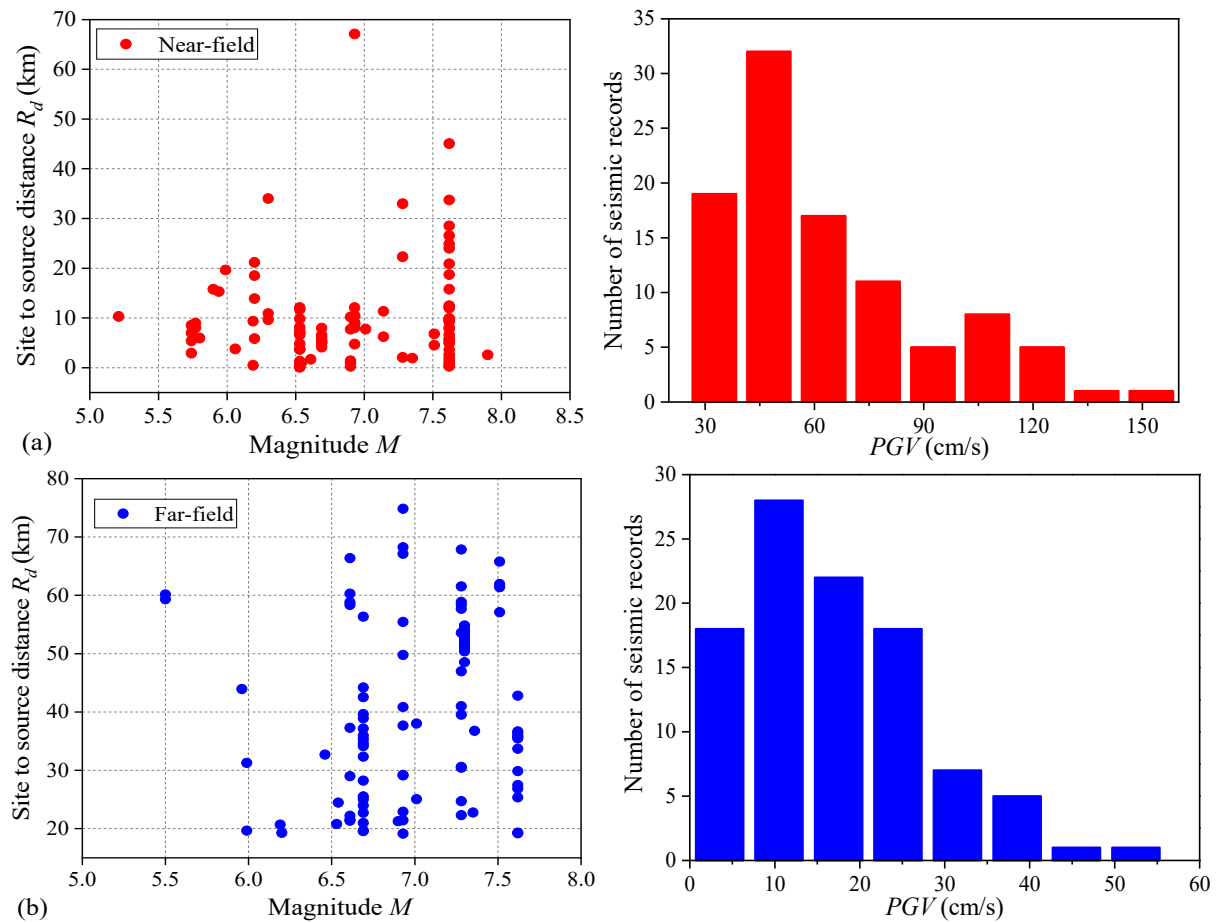 Near-field
Site to source distance R_d (km)
70
60
50
40
30
20
10
0
5.0 5.5 6.0 6.5 7.0 7.5 8.0 8.5
Magnitude M
(a)
Number of seismic records
35
30
25
20
15
10
5
0
30 60 90 120 150
PGV (cm/s)
Far-field
Site to source distance R_d (km)
80
70
60
50
40
30
20
5.0 5.5 6.0 6.5 7.0 7.5 8.0
Magnitude M
(b)
Number of seismic records
30
25
20
15
10
5
0
0 10 20 30 40 50 60
PGV (cm/s)